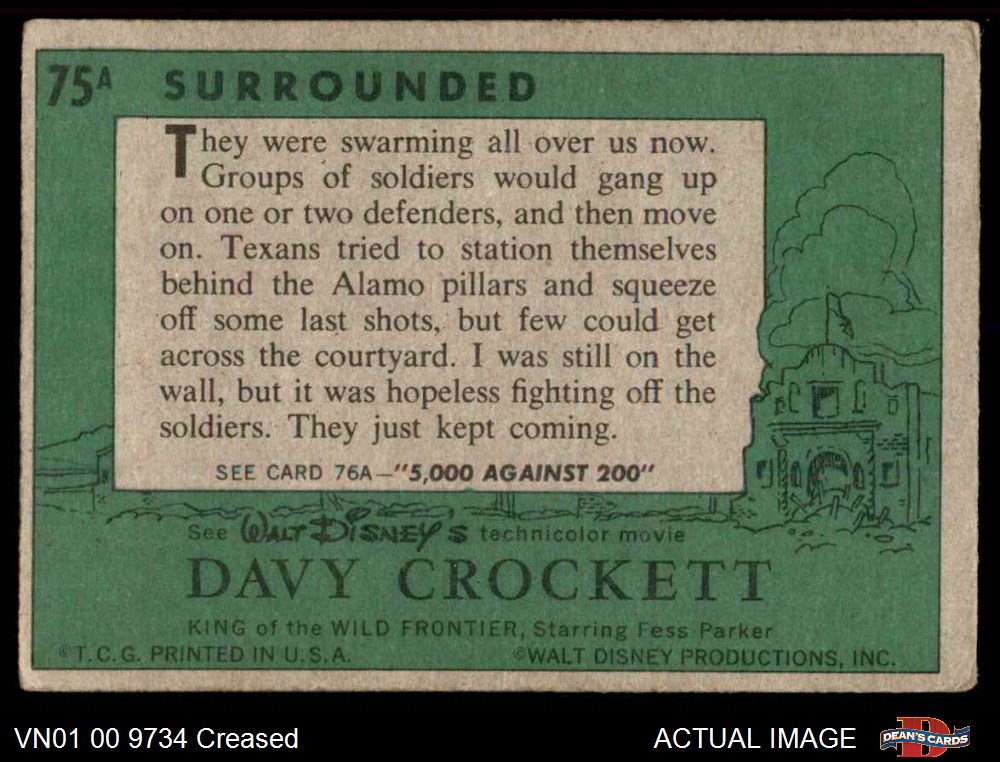 75A SURROUNDED
They were swarming all over us now.
Groups of soldiers would gang up
on one or two defenders, and then move
on. Texans tried to station themselves
behind the Alamo pillars and squeeze
off some last shots, but few could get
across the courtyard. I was still on the
wall, but it was hopeless fighting off the
soldiers. They just kept coming.
SEE CARD 76A—"5,000 AGAINST 200"
See WALT DISNEY'S technicolor movie
DAVY CROCKETT
KING of the WILD FRONTIER, Starring Fess Parker
©T.C.G. PRINTED IN U.S.A. ©WALT DISNEY PRODUCTIONS, INC.
VN01 00 9734 Creased ACTUAL IMAGE DEAN'S CARDS